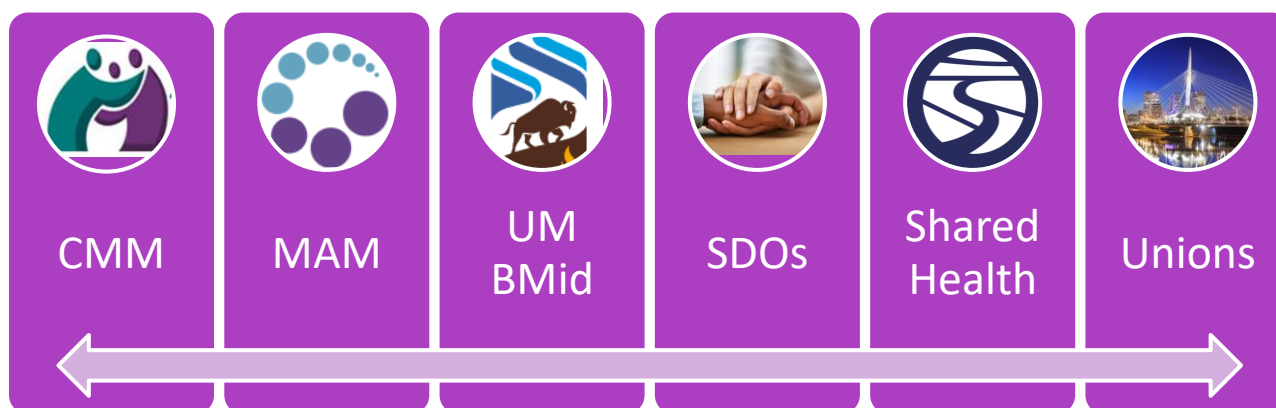 CMM
MAM
UM
BMid
SDOs
Shared
Health
Unions